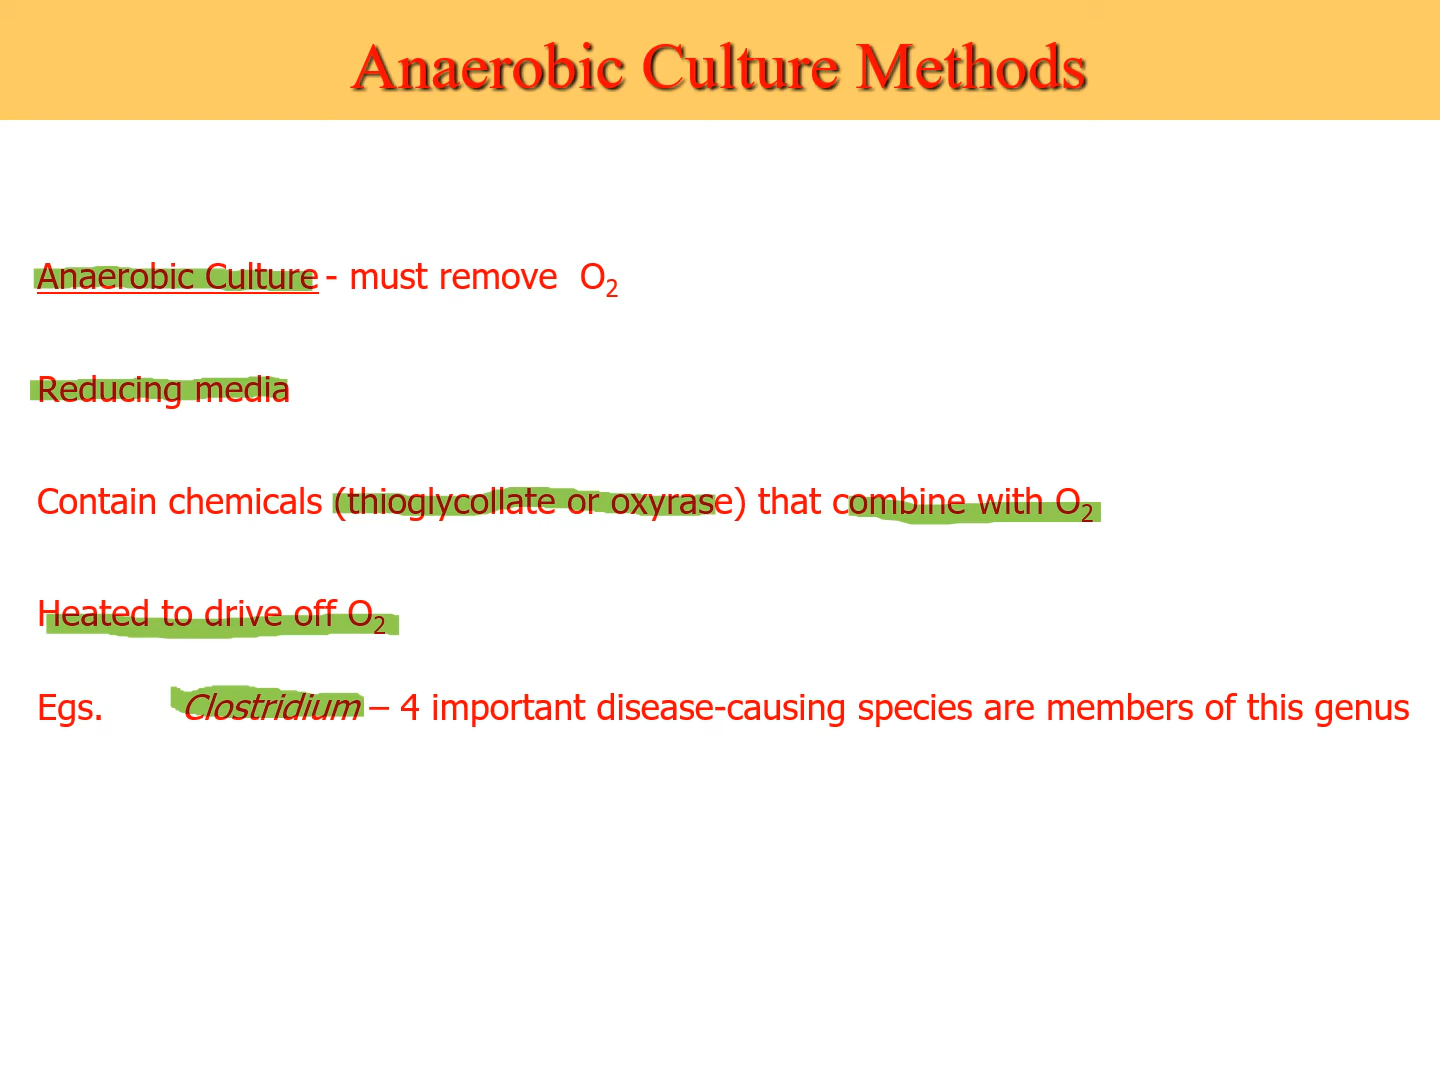 Anaerobic Culture Methods
Anaerobic Culture - must remove O₂
Reducing media
Contain chemicals (thioglycollate or oxyrase) that combine with O₂
Heated to drive off O₂
Egs. Clostridium – 4 important disease-causing species are members of this genus